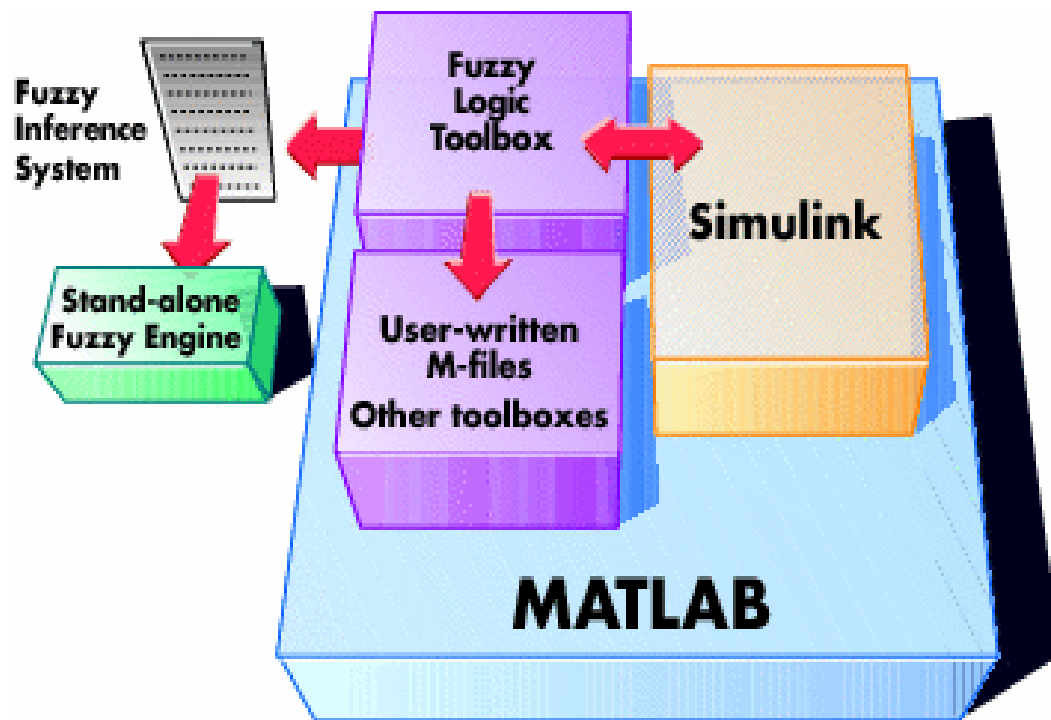 Fuzzy
Inference
System
Fuzzy
Logic
Toolbox
Simulink
Stand-alone
Fuzzy Engine
User-written
M-files
Other toolboxes
MATLAB